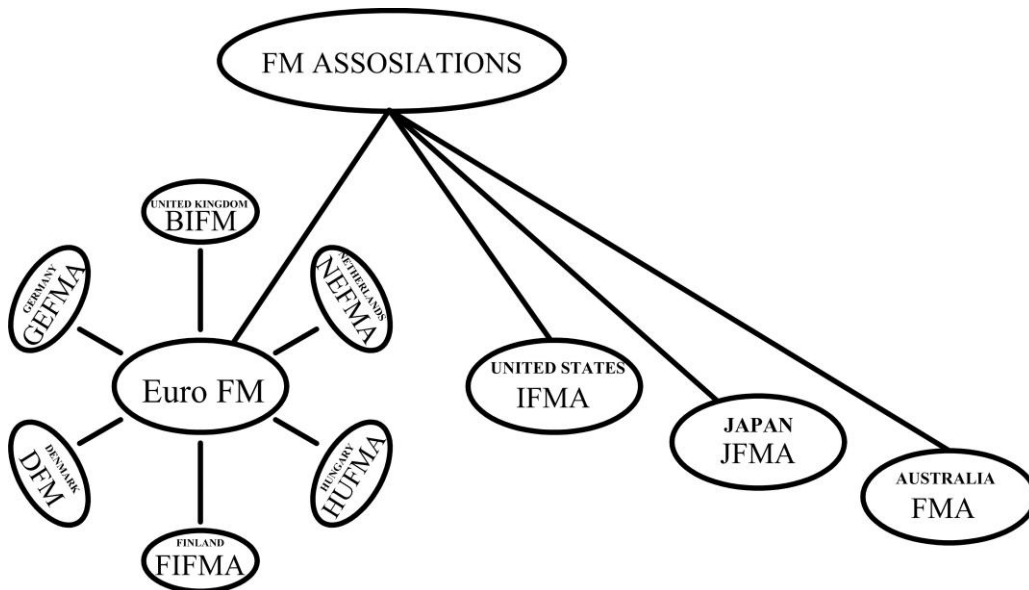 FM ASSOSIATIONS
UNITED KINGDOM
BIFM
GERMANY
GEFMA
NETHERLANDS
NEFMA
Euro FM
DENMARK
DFM
HUNGARY
HUFMA
FINLAND
FIFMA
UNITED STATES
IFMA
JAPAN
JFMA
AUSTRALIA
FMA